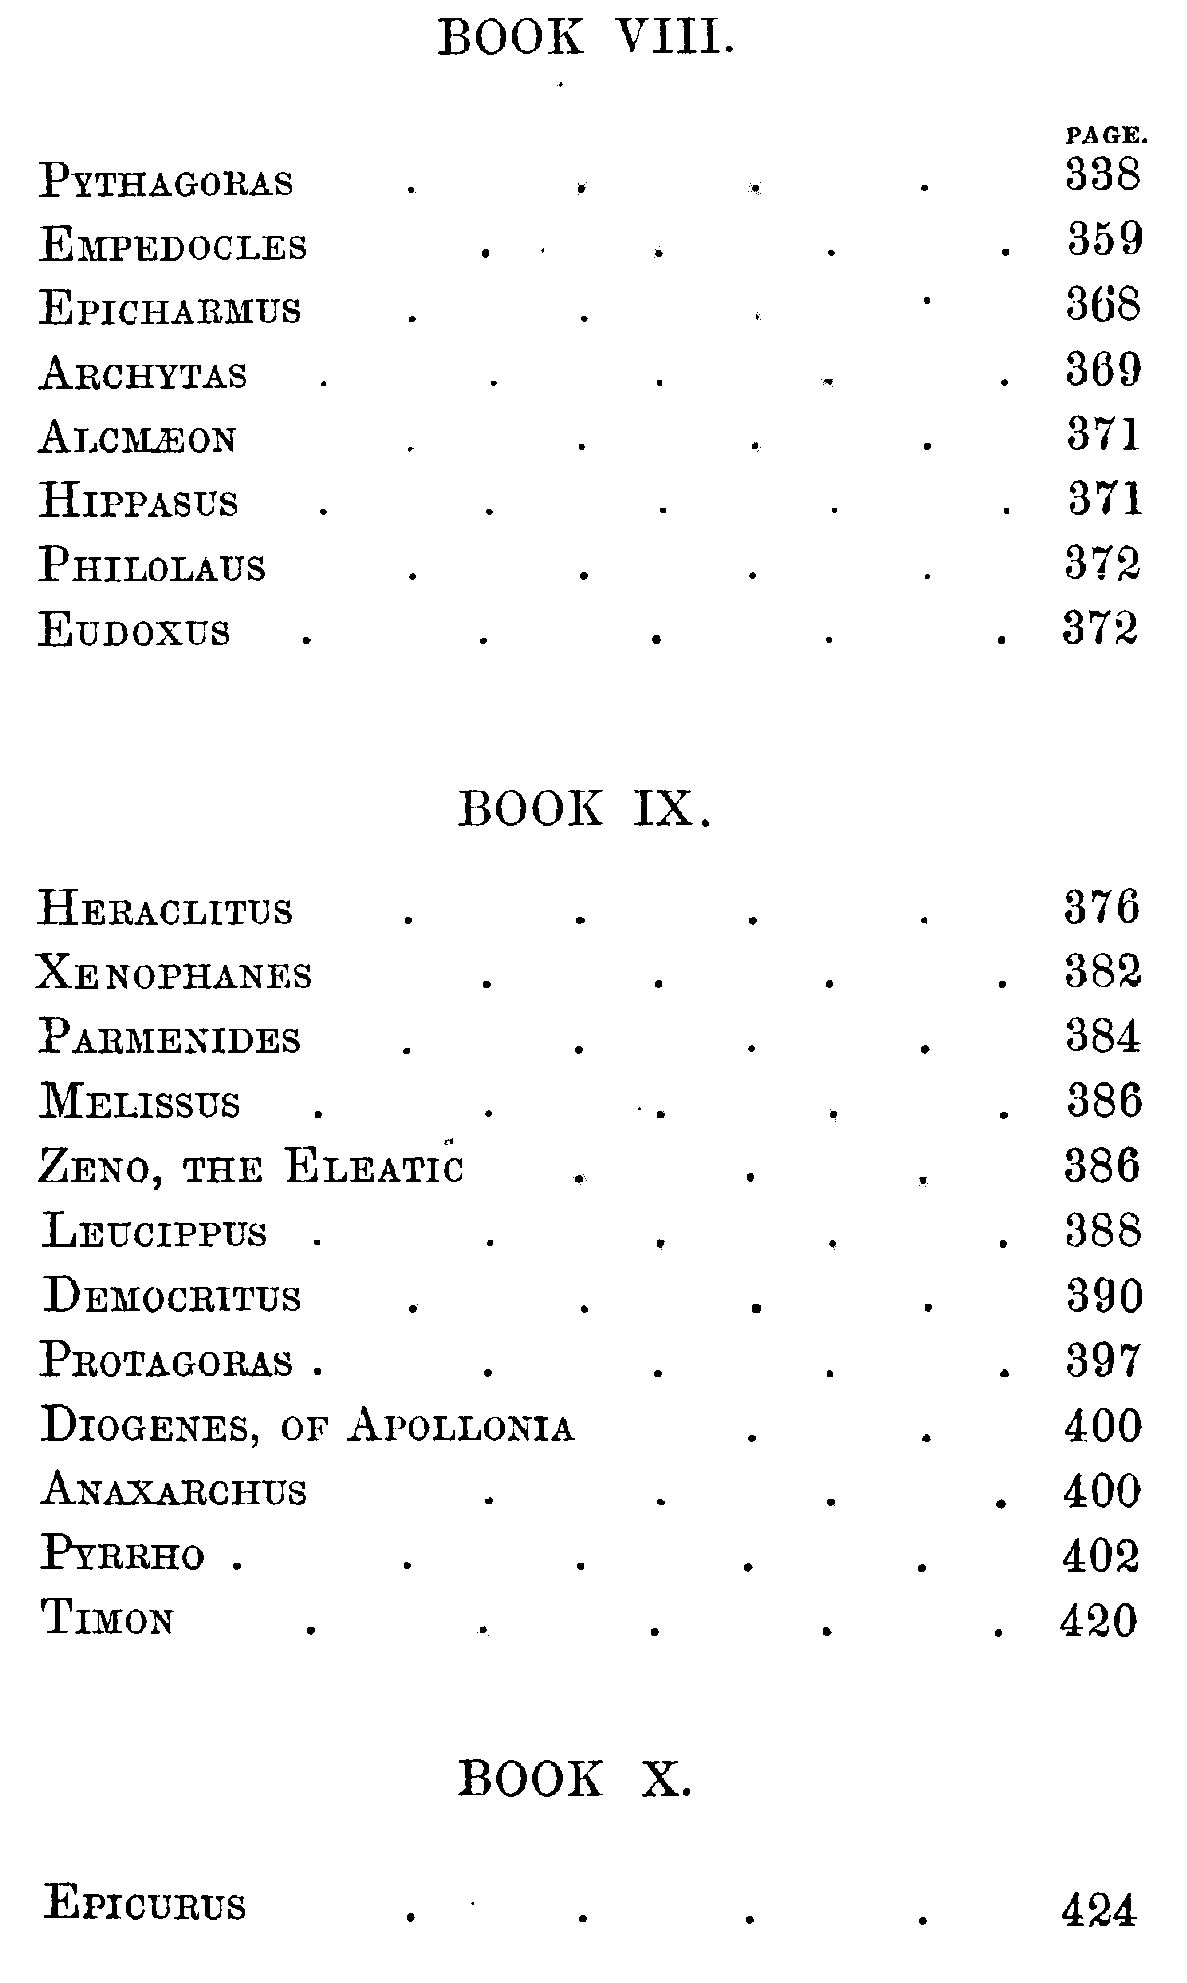 BOOK VIII.
PAGE.
PYTHAGORAS . . . . 338
EMPEDOCLES . . . . 359
EPICHARMUS . . . . 368
ARCHYTAS . . . . . 369
ALCMÆON . . . . 371
HIPPASUS . . . . . 371
PHILOLAUS . . . . 372
EUDOXUS . . . . . 372
BOOK IX.
HERACLITUS . . . . 376
XENOPHANES . . . . 382
PARMENIDES . . . . 384
MELISSUS . . . . . 386
ZENO, THE ELEATIC . . . 386
LEUCIPPUS . . . . . 388
DEMOCRITUS . . . . 390
PROTAGORAS . . . . . 397
DIOGENES, OF APOLLONIA . . 400
ANAXARCHUS . . . . 400
PYRRHO . . . . . 402
TIMON . . . . . 420
BOOK X.
EPICURUS . . . . 424